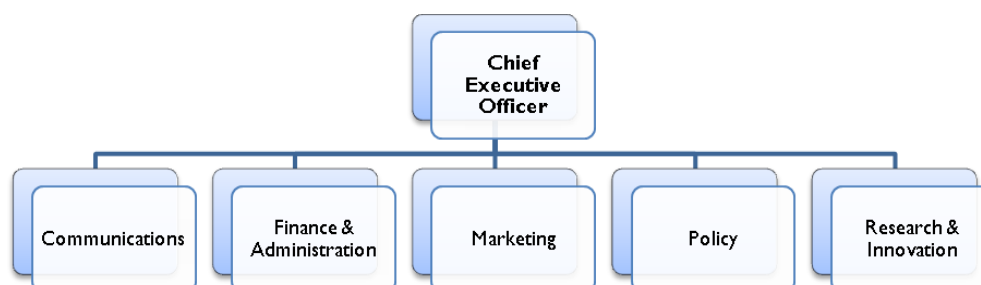 Chief
Executive
Officer
Communications
Finance &
Administration
Marketing
Policy
Research &
Innovation